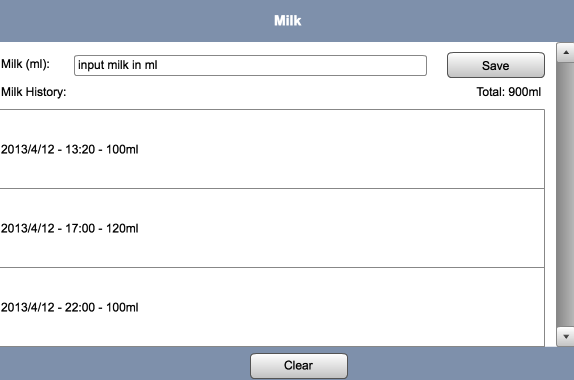 Milk
Milk (ml): input milk in ml Save
Milk History: Total: 900ml
2013/4/12 - 13:20 - 100ml
2013/4/12 - 17:00 - 120ml
2013/4/12 - 22:00 - 100ml
Clear